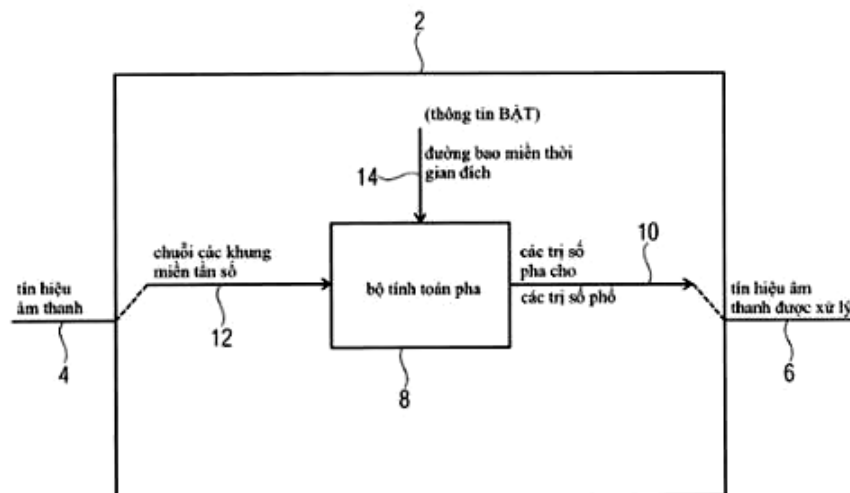 2
(thông tin BẬT)
đường bao miền thời
gian đích
14
chuỗi các khung
miền tần số
12
bộ tính toán pha
8
các trị số
pha cho
các trị số phổ
10
tín hiệu
âm thanh
4
tín hiệu âm
thanh được xử lý
6